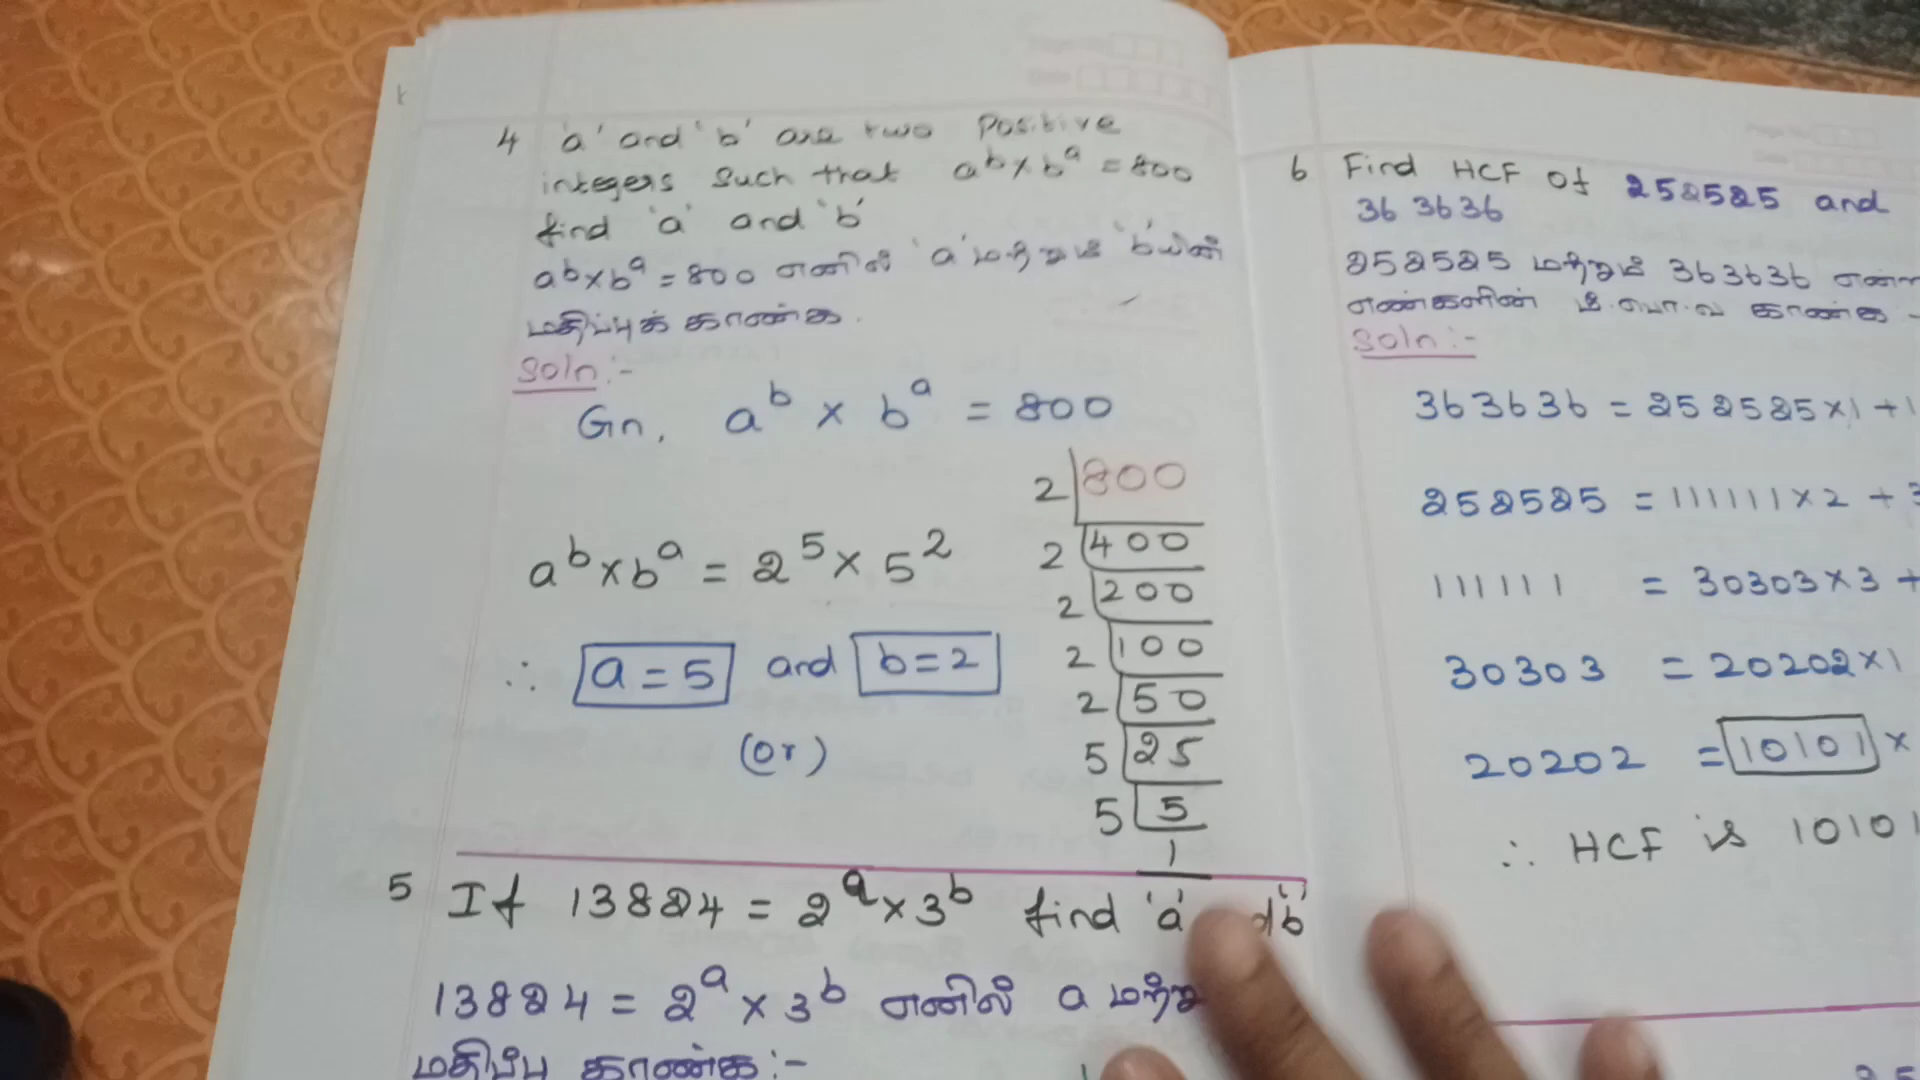 4 'a' and 'b' are two Positive
integers such that a^b × b^a = 800
find 'a' and 'b'
a^b × b^a = 800 எனில் 'a' மற்றும் 'b'யின்
மதிப்புக் காண்க.
Soln:-
Gn, a^b × b^a = 800
2 800
2 400
a^b × b^a = 2^5 × 5^2
2 200
2 100
∴ a = 5 and b = 2
2 50
(or)
5 25
5 5
1
5 If 13824 = 2^a × 3^b find 'a' 'b'
13824 = 2^a × 3^b எனில் a
மதிப்பு காண்க:-
6 Find HCF of 252525 and
363636
252525 மற்றும் 363636
எண்களின் மீ.பொ.வ காண்க:-
Soln:-
363636 = 252525 × 1 + 1
252525 = 111111 × 2 +
111111 = 30303 × 3 +
30303 = 20202 × 1
20202 = 10101 ×
∴ HCF is 10101